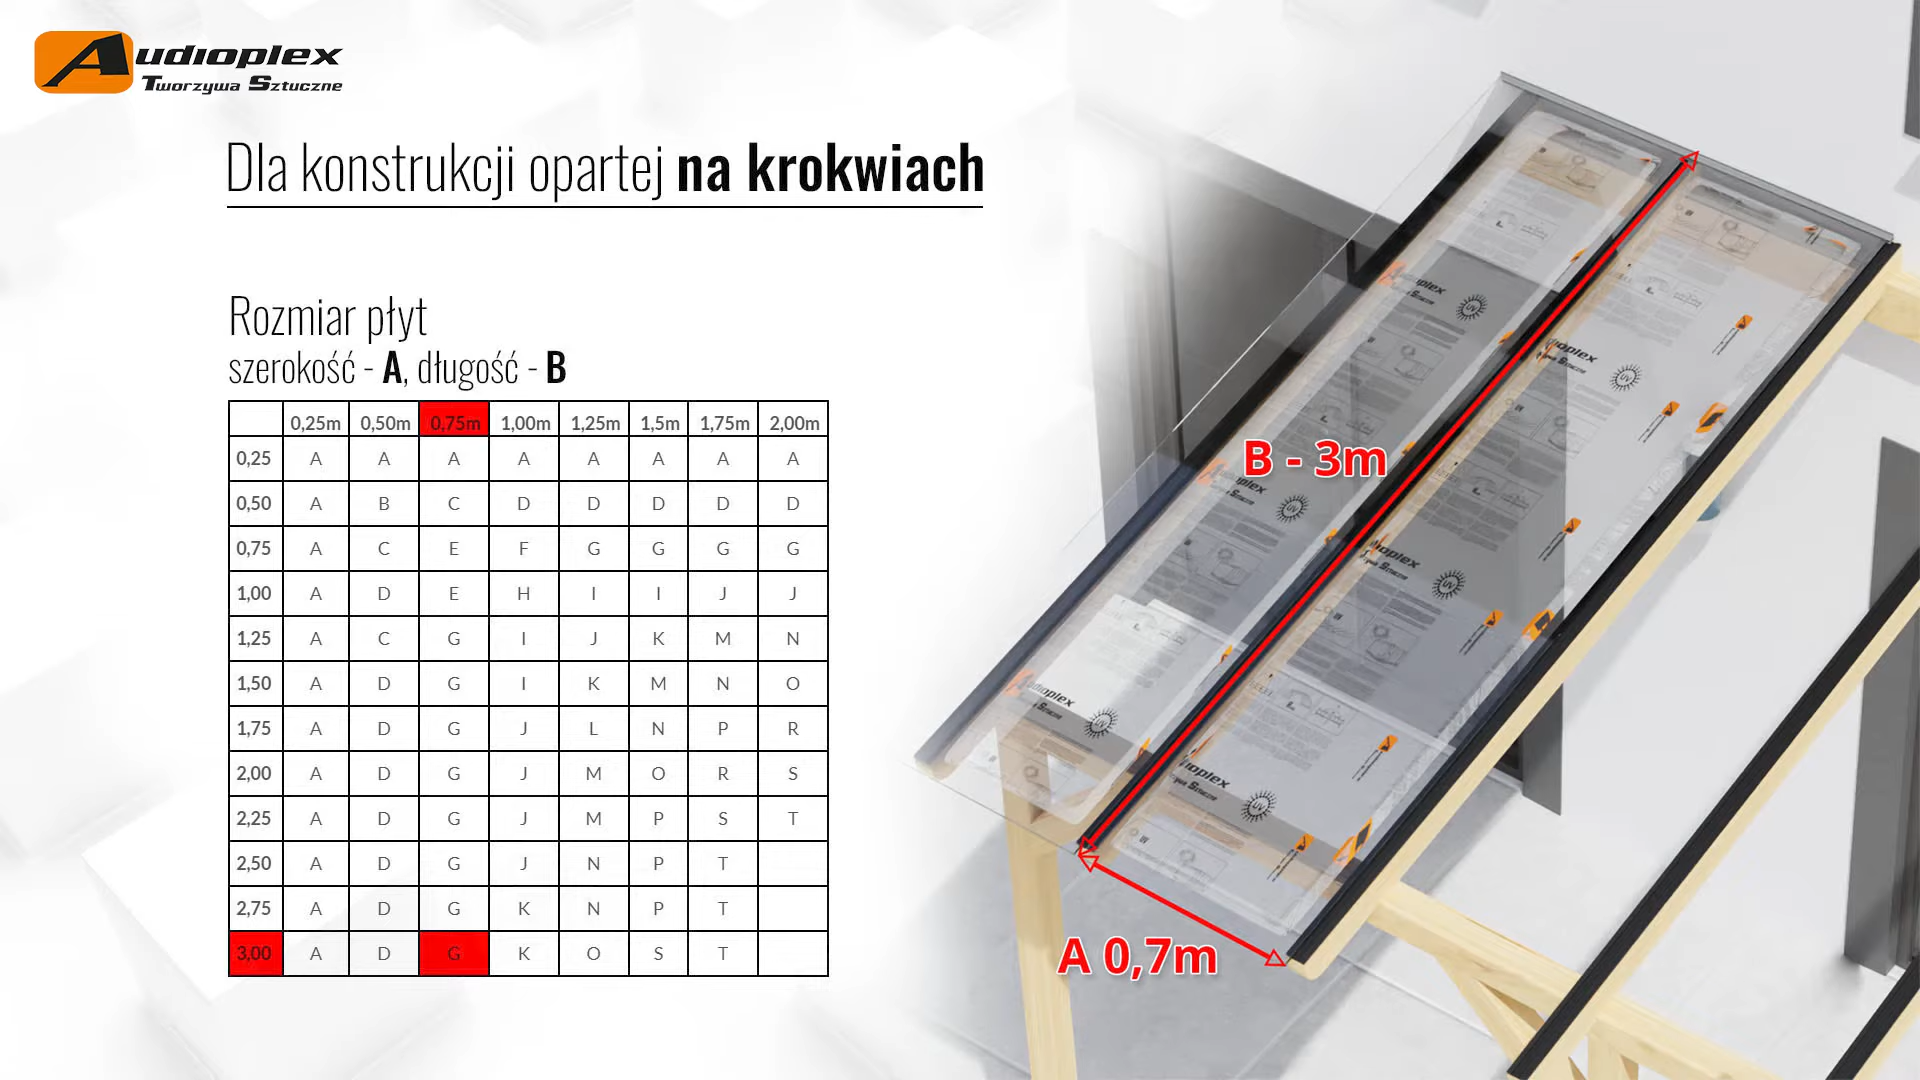 Audioplex
Tworzywa Sztuczne
Dla konstrukcji opartej na krokwiach
Rozmiar płyt
szerokość - A, długość - B
0,25m 0,50m 0,75m 1,00m 1,25m 1,5m 1,75m 2,00m
0,25 A A A A A A A A
0,50 A B C D D D D D
0,75 A C E F G G G G
1,00 A D E H I I J J
1,25 A C G I J K M N
1,50 A D G I K M N O
1,75 A D G J L N P R
2,00 A D G J M O R S
2,25 A D G J M P S T
2,50 A D G J N P T
2,75 A D G K N P T
3,00 A D G K O S T
B - 3m
A 0,7m